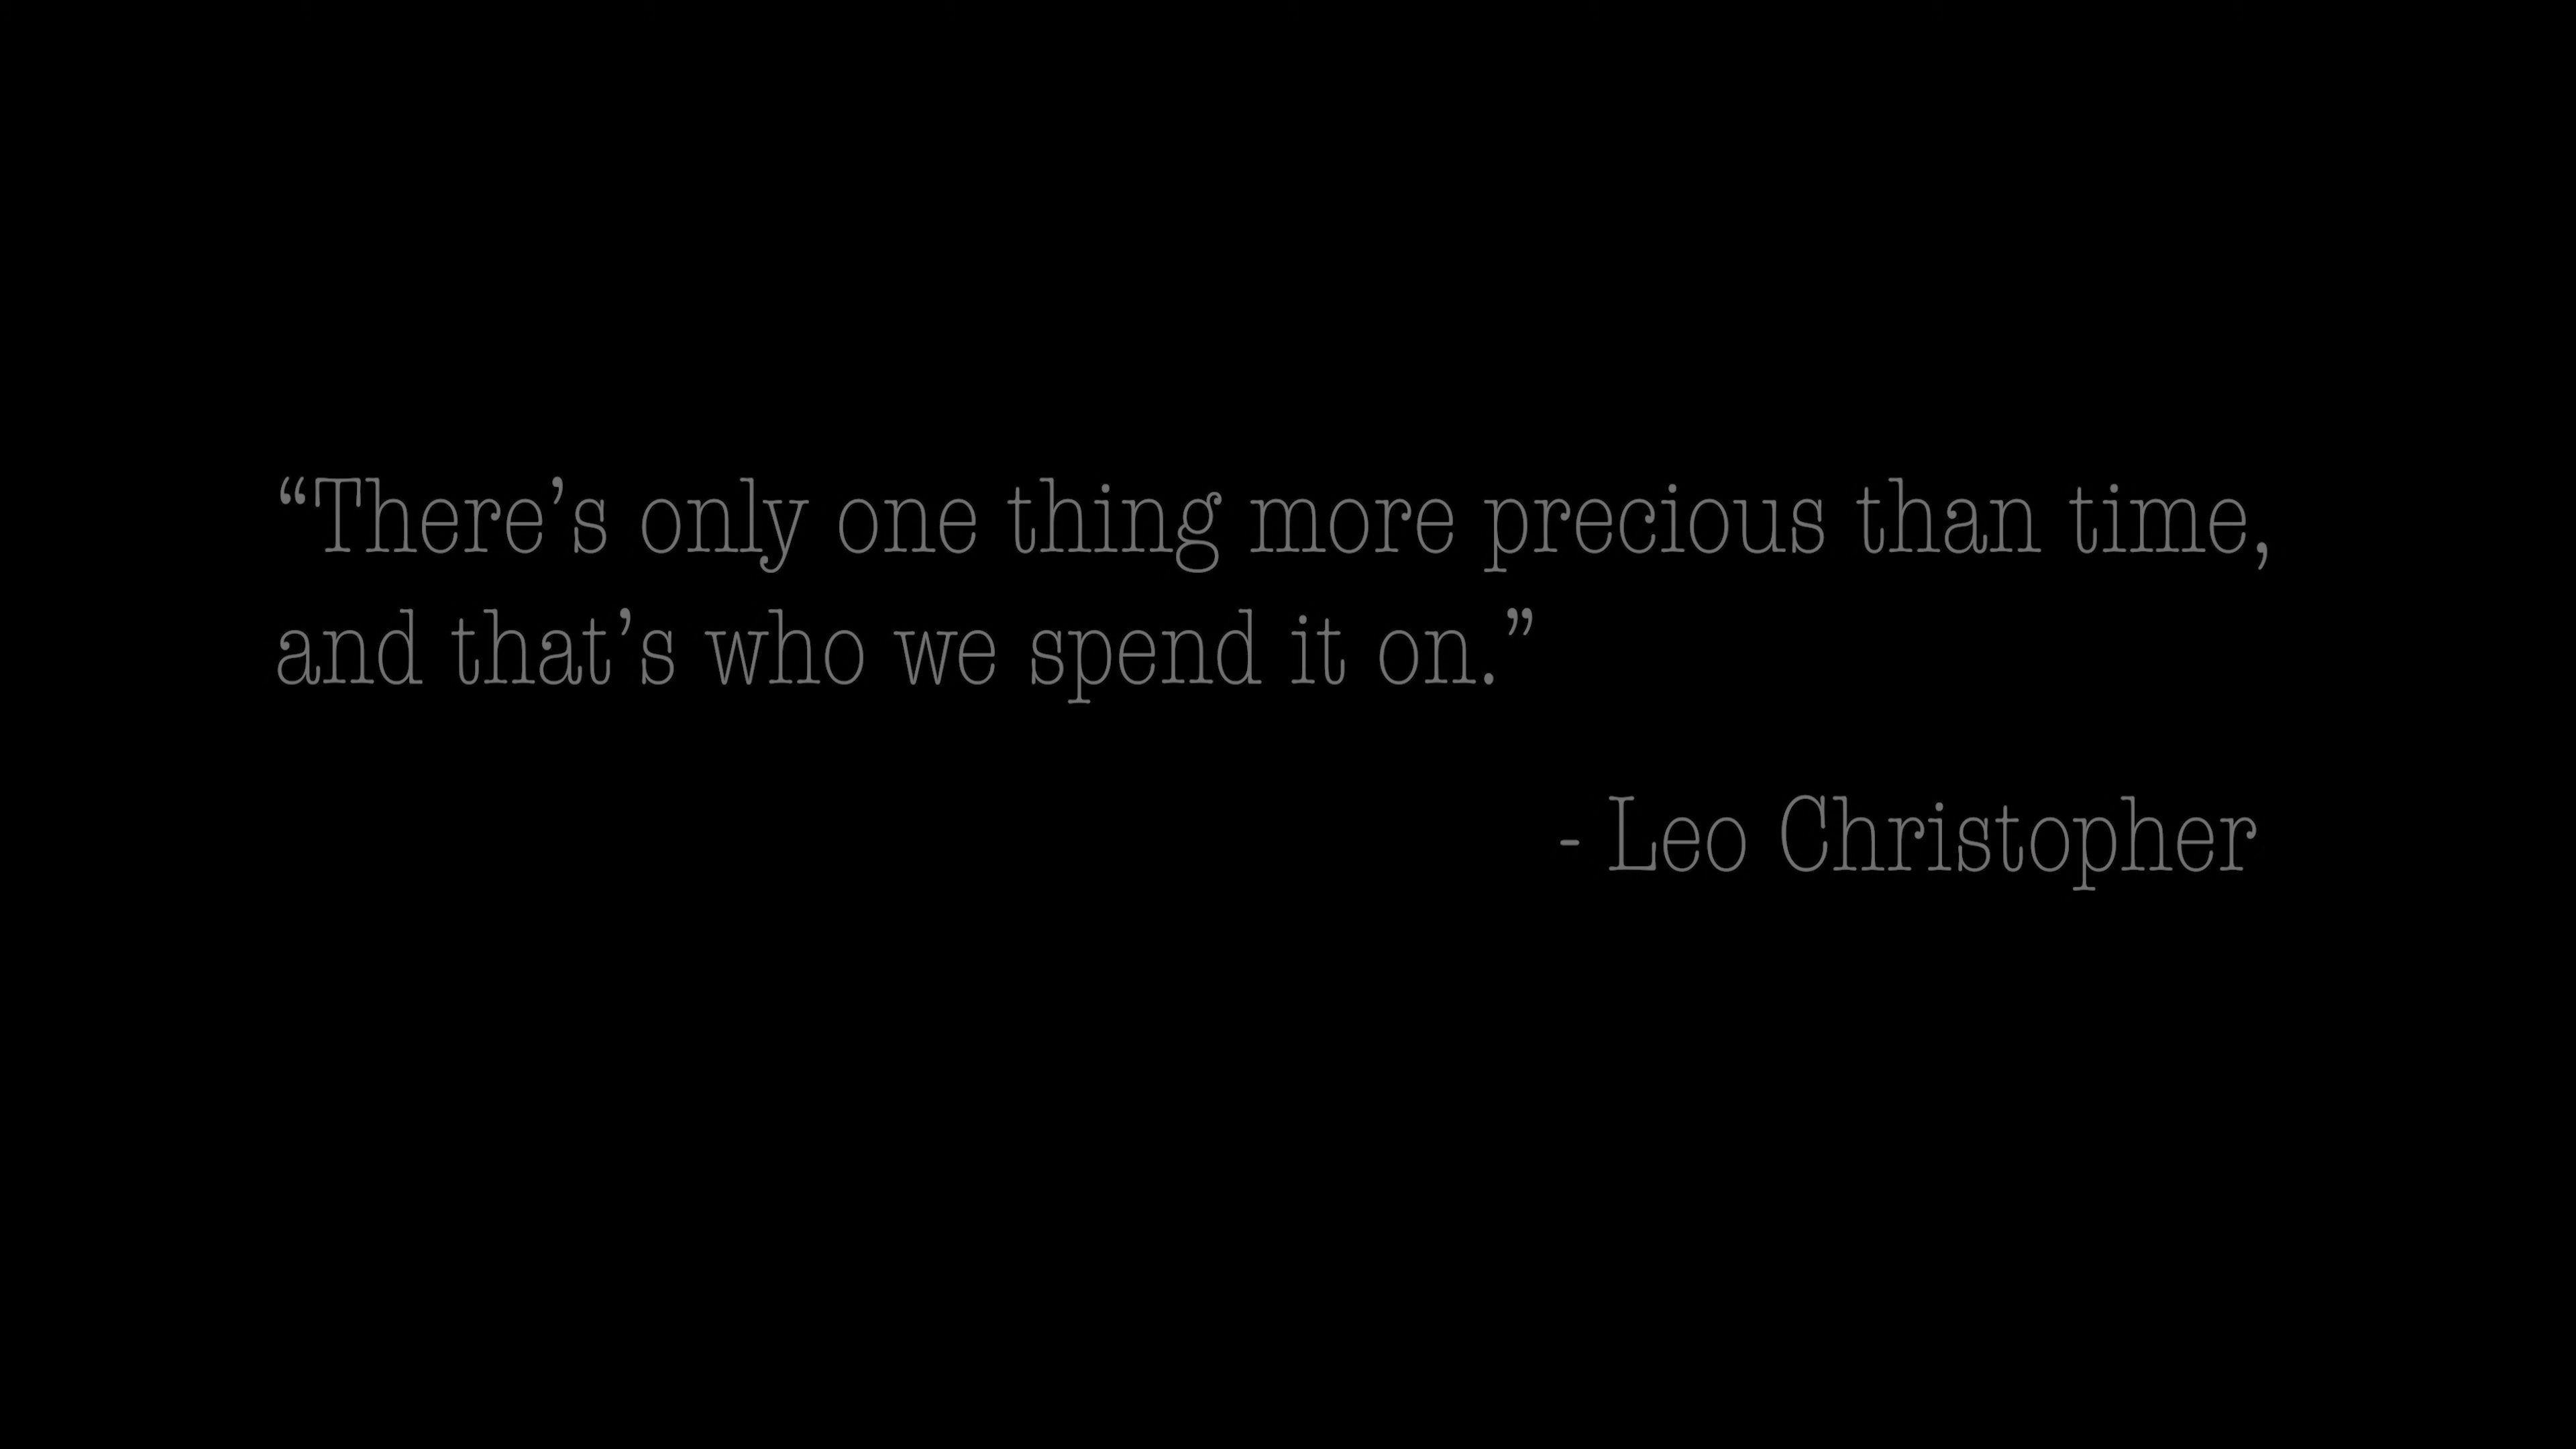 “There’s only one thing more precious than time,
and that’s who we spend it on.”
- Leo Christopher